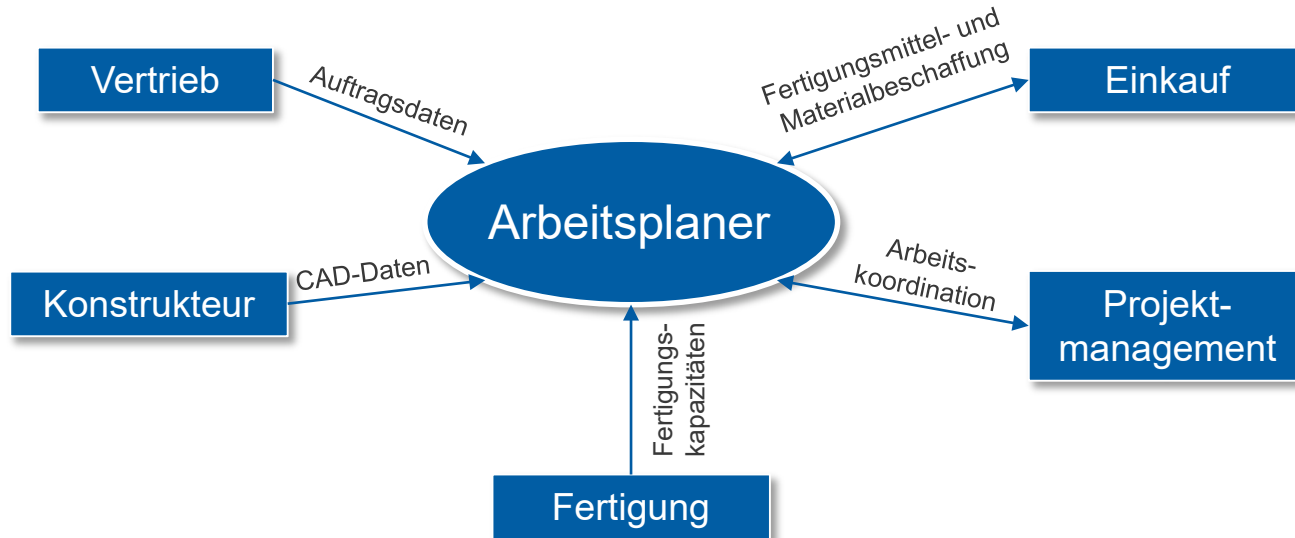 Vertrieb
Auftragsdaten
Fertigungsmittel- und
Materialbeschaffung
Einkauf
Arbeitsplaner
Konstrukteur
CAD-Daten
Arbeits-
koordination
Projekt-
management
Fertigungs-
kapazitäten
Fertigung